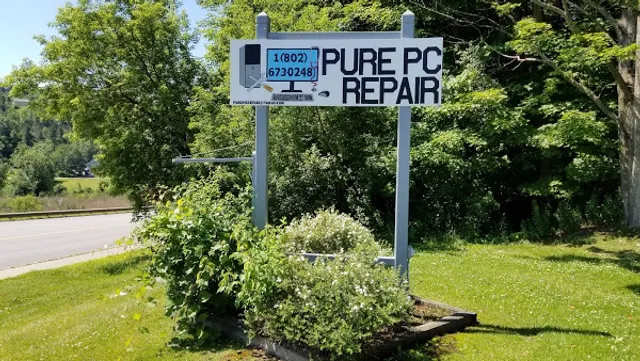 1(802)
6730248
PURE PC
REPAIR